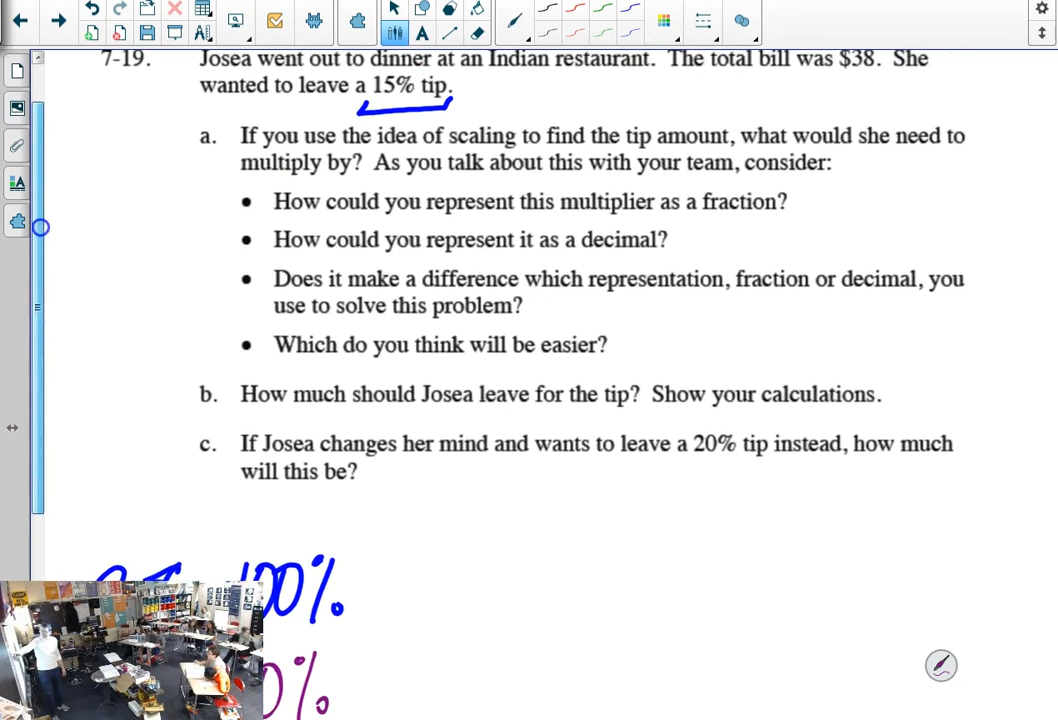 7-19. Josea went out to dinner at an Indian restaurant. The total bill was $38. She
wanted to leave a 15% tip.
a. If you use the idea of scaling to find the tip amount, what would she need to
multiply by? As you talk about this with your team, consider:
• How could you represent this multiplier as a fraction?
• How could you represent it as a decimal?
• Does it make a difference which representation, fraction or decimal, you
use to solve this problem?
• Which do you think will be easier?
b. How much should Josea leave for the tip? Show your calculations.
c. If Josea changes her mind and wants to leave a 20% tip instead, how much
will this be?
100%
0%